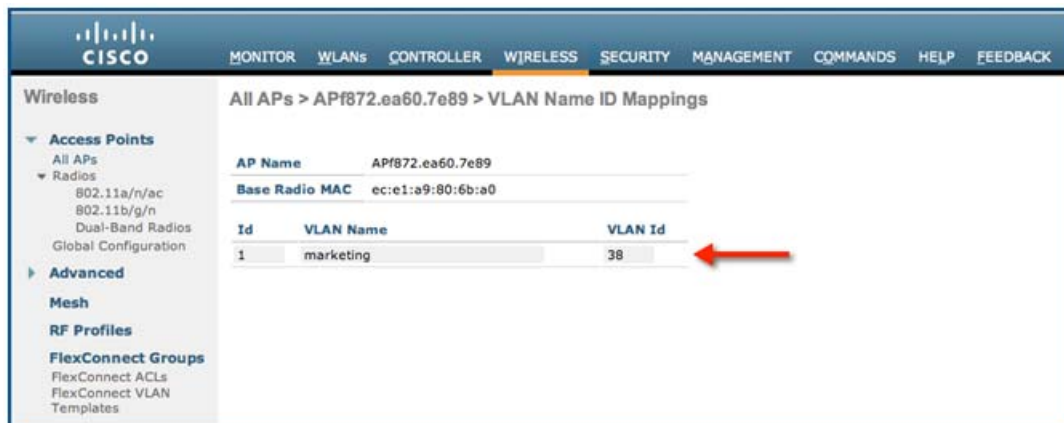 CISCO
MONITOR WLANs CONTROLLER WIRELESS SECURITY MANAGEMENT COMMANDS HELP FEEDBACK
Wireless
Access Points
All APs
Radios
802.11a/n/ac
802.11b/g/n
Dual-Band Radios
Global Configuration
Advanced
Mesh
RF Profiles
FlexConnect Groups
FlexConnect ACLs
FlexConnect VLAN
Templates
All APs > APf872.ea60.7e89 > VLAN Name ID Mappings
AP Name APf872.ea60.7e89
Base Radio MAC ec:e1:a9:80:6b:a0
Id VLAN Name VLAN Id
1 marketing 38